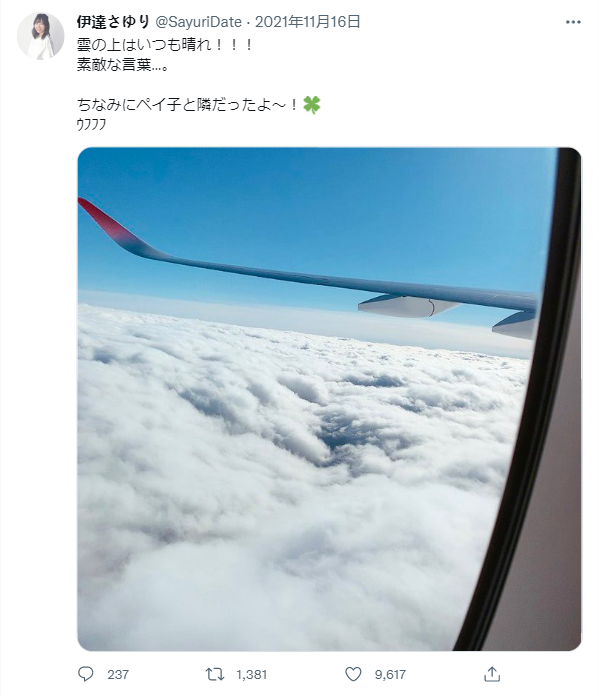 伊達さゆり @SayuriDate · 2021年11月16日
雲の上はいつも晴れ！！！
素敵な言葉...。
ちなみにペイ子と隣だったよ〜！🍀
ｳﾌﾌﾌ
237 1,381 9,617